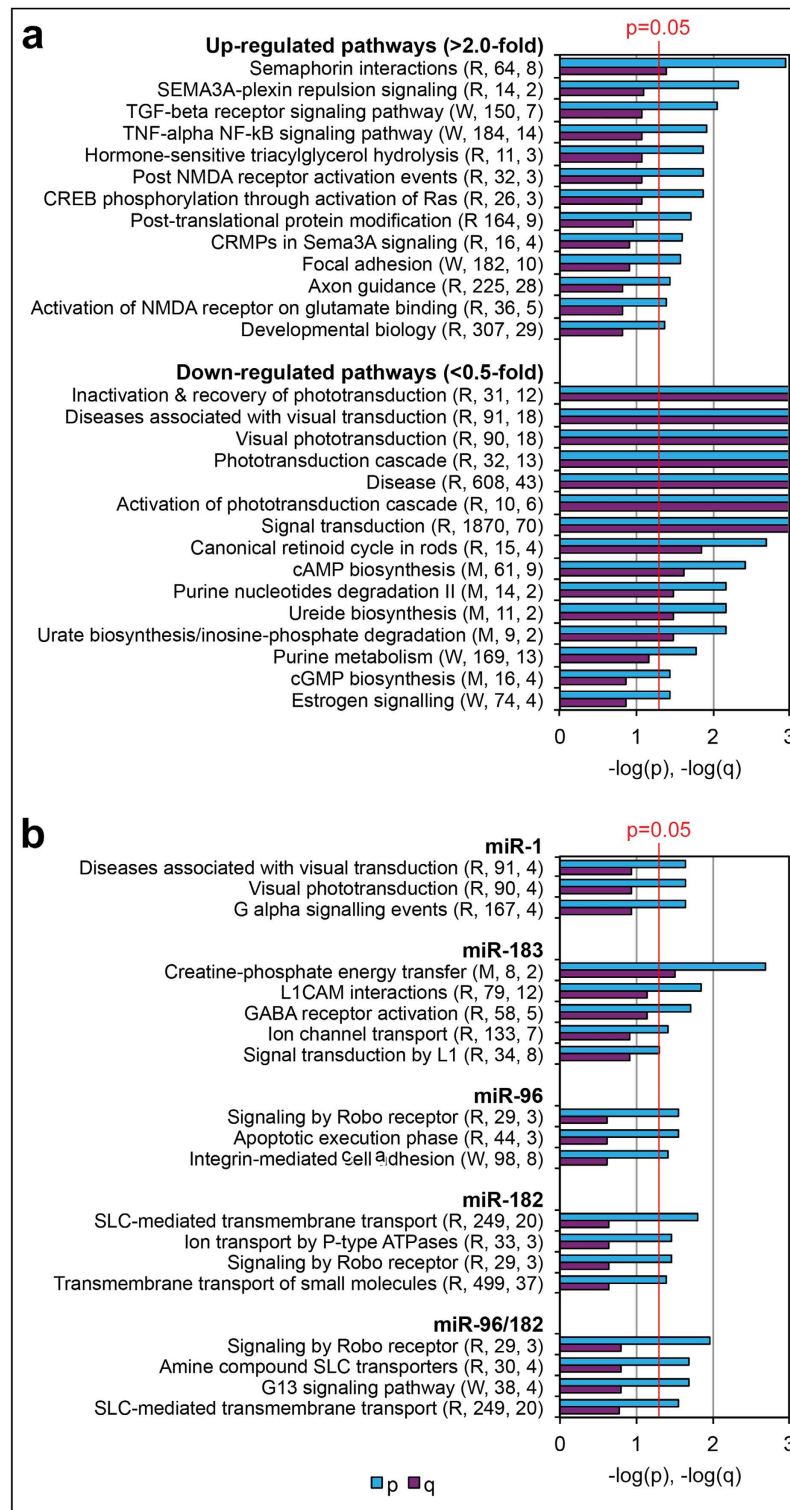 a
p=0.05
Up-regulated pathways (>2.0-fold)
Semaphorin interactions (R, 64, 8)
SEMA3A-plexin repulsion signaling (R, 14, 2)
TGF-beta receptor signaling pathway (W, 150, 7)
TNF-alpha NF-kB signaling pathway (W, 184, 14)
Hormone-sensitive triacylglycerol hydrolysis (R, 11, 3)
Post NMDA receptor activation events (R, 32, 3)
CREB phosphorylation through activation of Ras (R, 26, 3)
Post-translational protein modification (R 164, 9)
CRMPs in Sema3A signaling (R, 16, 4)
Focal adhesion (W, 182, 10)
Axon guidance (R, 225, 28)
Activation of NMDA receptor on glutamate binding (R, 36, 5)
Developmental biology (R, 307, 29)
Down-regulated pathways (<0.5-fold)
Inactivation & recovery of phototransduction (R, 31, 12)
Diseases associated with visual transduction (R, 91, 18)
Visual phototransduction (R, 90, 18)
Phototransduction cascade (R, 32, 13)
Disease (R, 608, 43)
Activation of phototransduction cascade (R, 10, 6)
Signal transduction (R, 1870, 70)
Canonical retinoid cycle in rods (R, 15, 4)
cAMP biosynthesis (M, 61, 9)
Purine nucleotides degradation II (M, 14, 2)
Ureide biosynthesis (M, 11, 2)
Urate biosynthesis/inosine-phosphate degradation (M, 9, 2)
Purine metabolism (W, 169, 13)
cGMP biosynthesis (M, 16, 4)
Estrogen signalling (W, 74, 4)
0 1 2 3
-log(p), -log(q)
b
p=0.05
miR-1
Diseases associated with visual transduction (R, 91, 4)
Visual phototransduction (R, 90, 4)
G alpha signalling events (R, 167, 4)
miR-183
Creatine-phosphate energy transfer (M, 8, 2)
L1CAM interactions (R, 79, 12)
GABA receptor activation (R, 58, 5)
Ion channel transport (R, 133, 7)
Signal transduction by L1 (R, 34, 8)
miR-96
Signaling by Robo receptor (R, 29, 3)
Apoptotic execution phase (R, 44, 3)
Integrin-mediated cell adhesion (W, 98, 8)
miR-182
SLC-mediated transmembrane transport (R, 249, 20)
Ion transport by P-type ATPases (R, 33, 3)
Signaling by Robo receptor (R, 29, 3)
Transmembrane transport of small molecules (R, 499, 37)
miR-96/182
Signaling by Robo receptor (R, 29, 3)
Amine compound SLC transporters (R, 30, 4)
G13 signaling pathway (W, 38, 4)
SLC-mediated transmembrane transport (R, 249, 20)
0 1 2 3
-log(p), -log(q)
p q